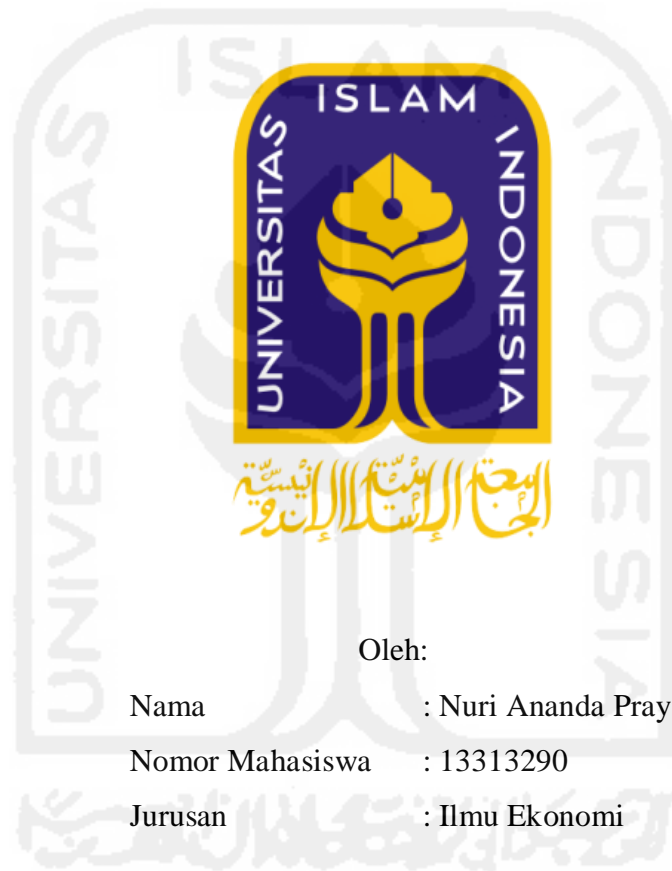 UNIVERSITAS ISLAM INDONESIA
الجامعة الإسلامية الإندونيسية
Oleh:
Nama : Nuri Ananda Pray
Nomor Mahasiswa : 13313290
Jurusan : Ilmu Ekonomi